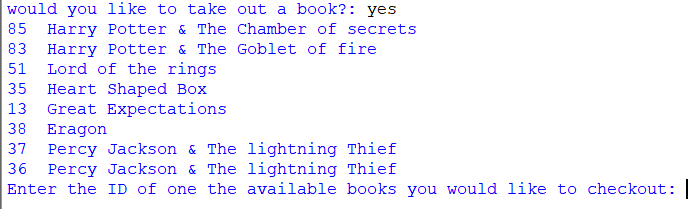 would you like to take out a book?: yes
85  Harry Potter & The Chamber of secrets
83  Harry Potter & The Goblet of fire
51  Lord of the rings
35  Heart Shaped Box
13  Great Expectations
38  Eragon
37  Percy Jackson & The lightning Thief
36  Percy Jackson & The lightning Thief
Enter the ID of one the available books you would like to checkout: